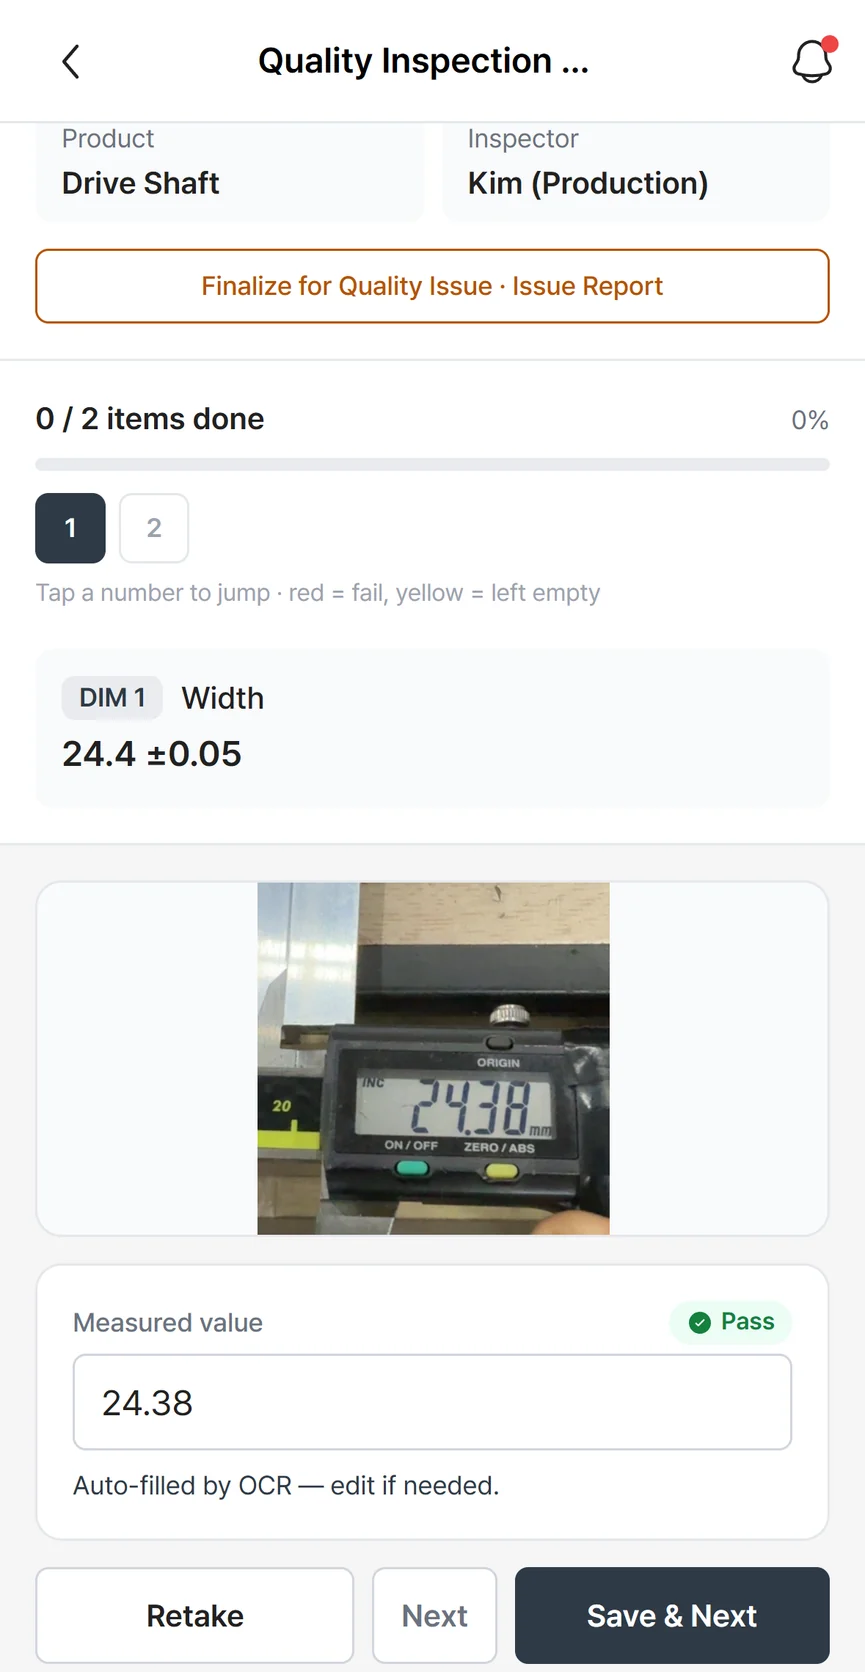 Quality Inspection ...
Product
Drive Shaft
Inspector
Kim (Production)
Finalize for Quality Issue · Issue Report
0 / 2 items done
0%
1
2
Tap a number to jump · red = fail, yellow = left empty
DIM 1 Width
24.4 ±0.05
ORIGIN
INC
24.38
mm
20
ON / OFF ZERO / ABS
Measured value
Pass
24.38
Auto-filled by OCR — edit if needed.
Retake
Next
Save & Next